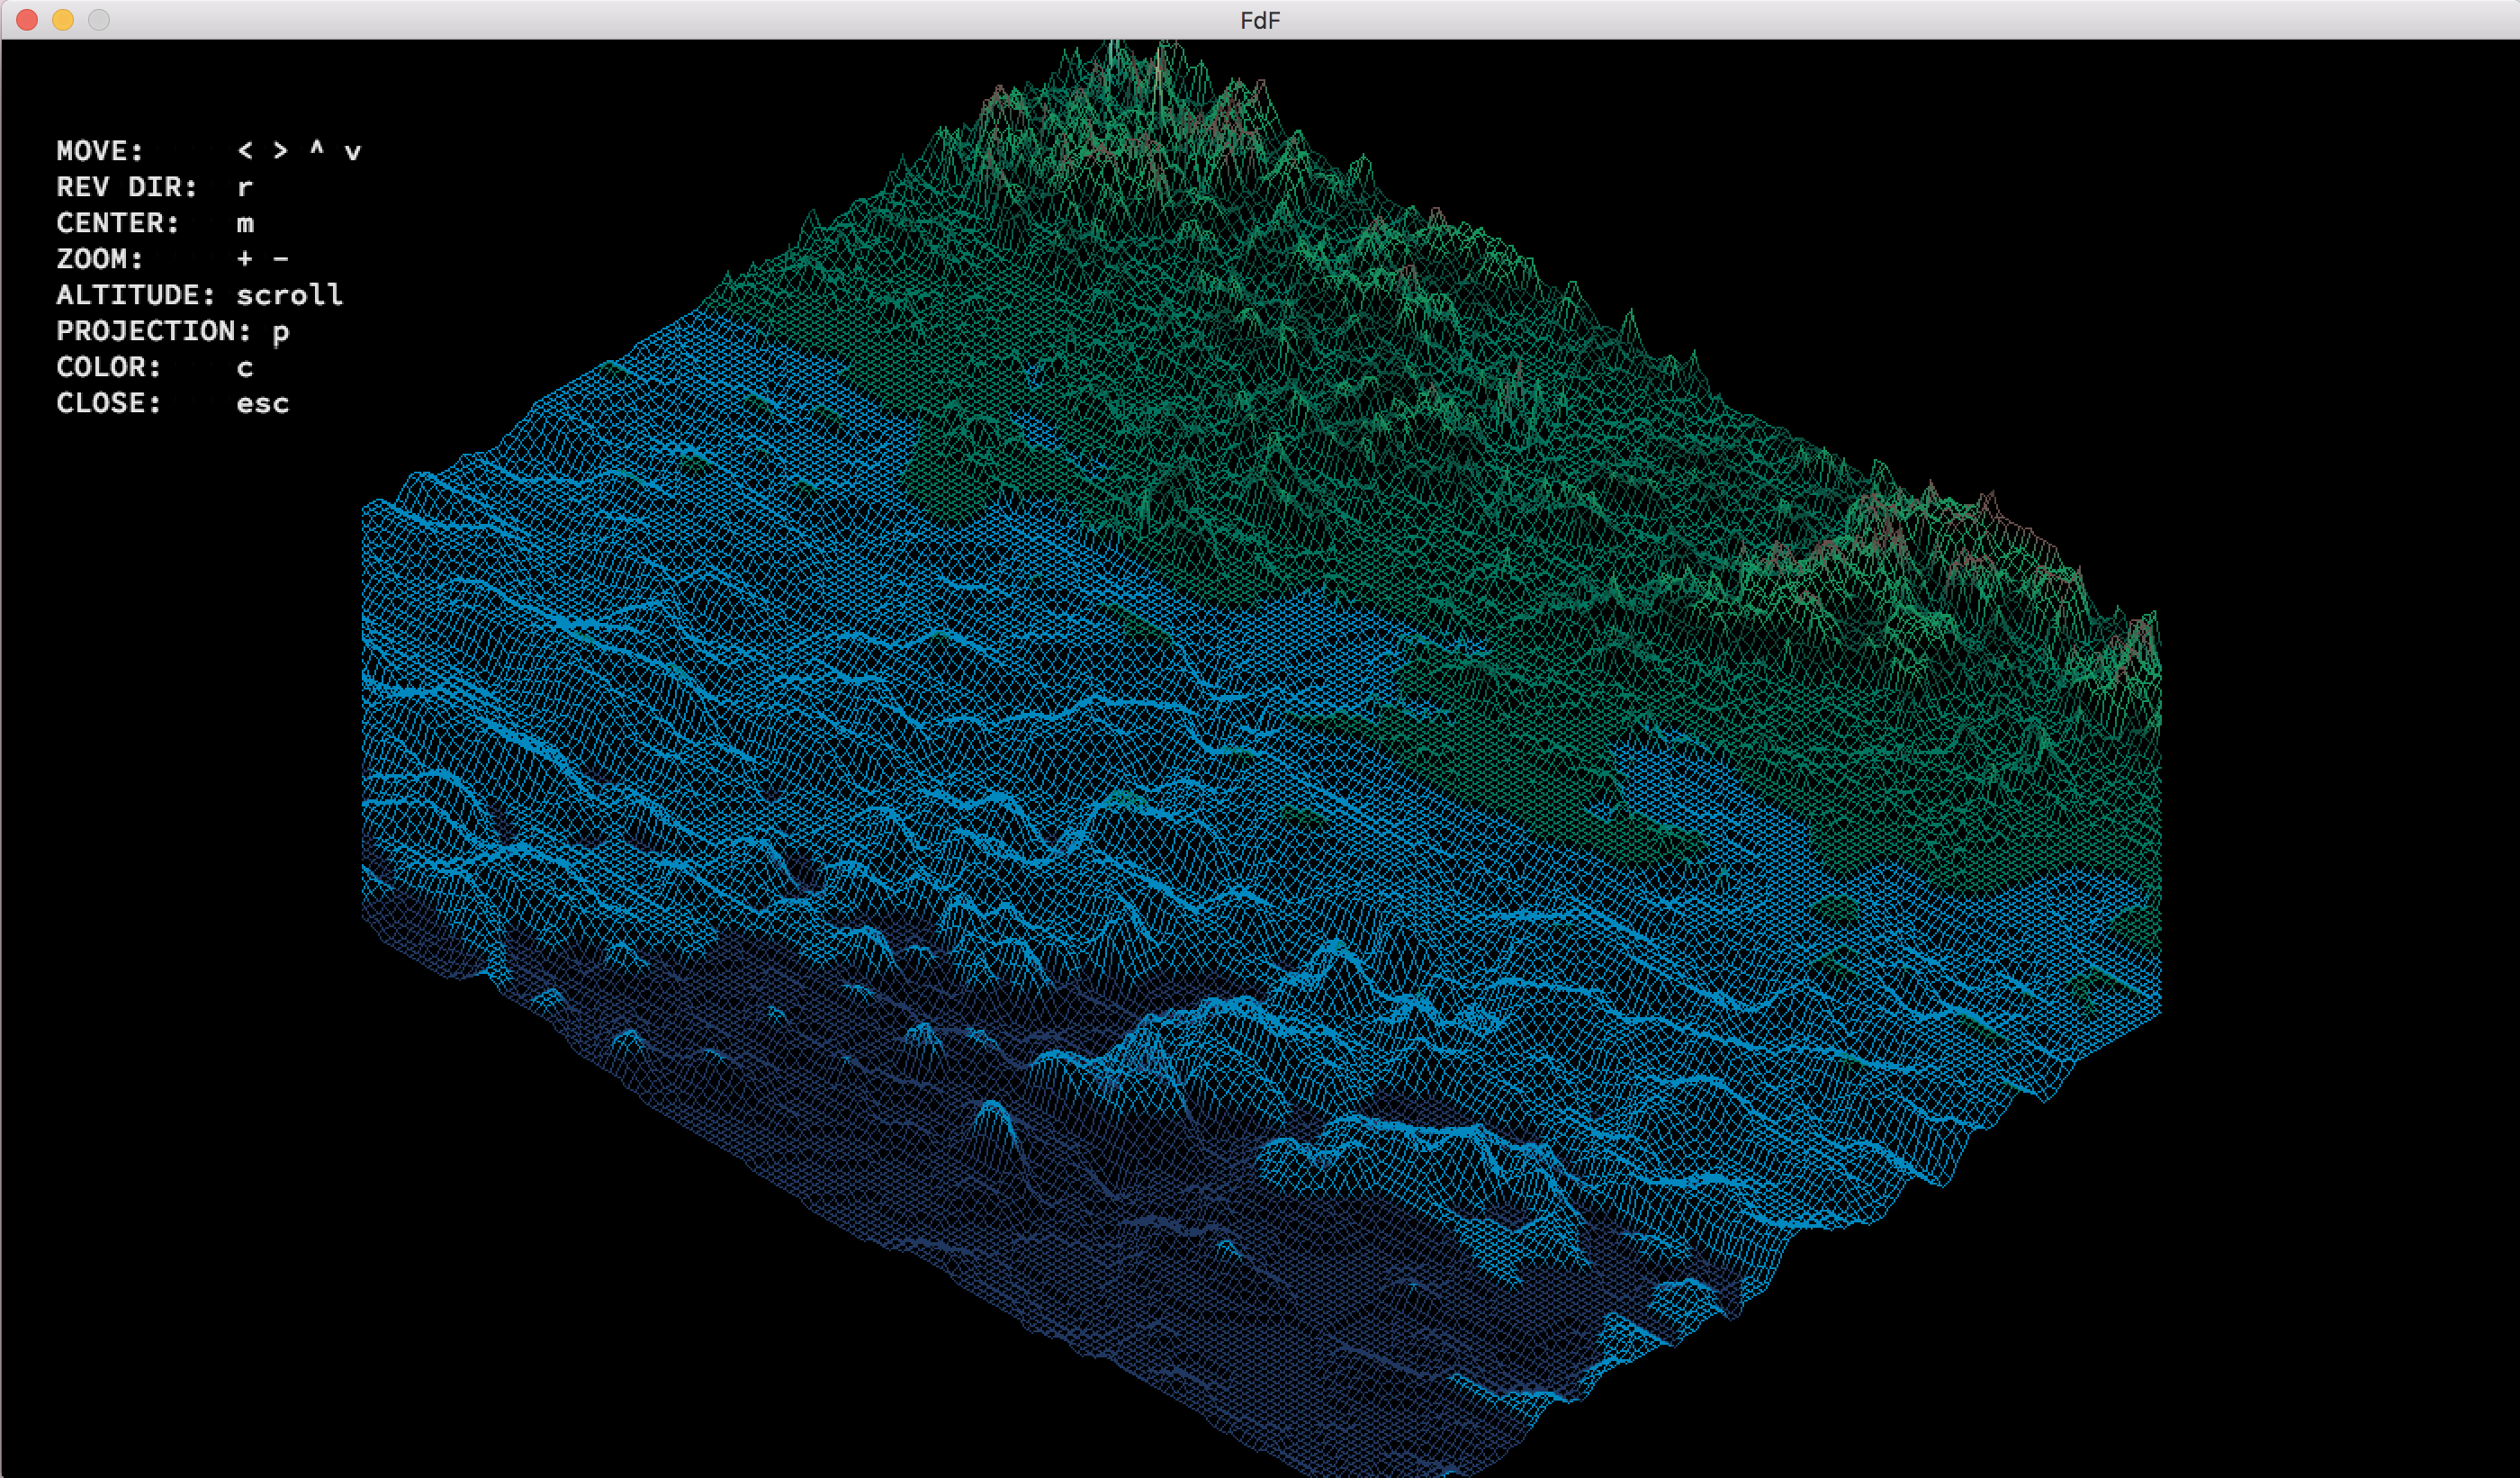 FdF
MOVE: < > ^ v
REV DIR: r
CENTER: m
ZOOM: + -
ALTITUDE: scroll
PROJECTION: p
COLOR: c
CLOSE: esc